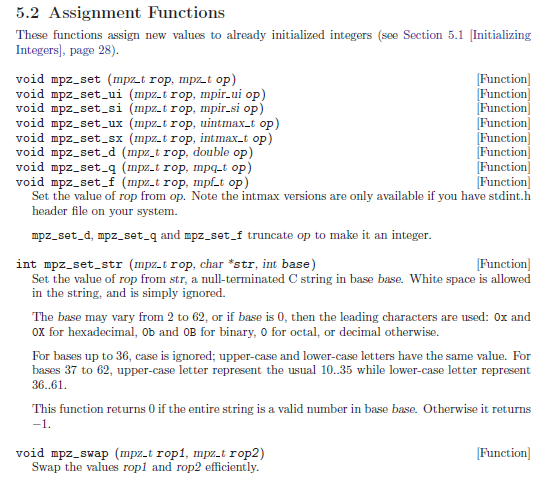 5.2 Assignment Functions
These functions assign new values to already initialized integers (see Section 5.1 [Initializing
Integers], page 28).
void mpz_set (mpz_t rop, mpz_t op) [Function]
void mpz_set_ui (mpz_t rop, mpir_ui op) [Function]
void mpz_set_si (mpz_t rop, mpir_si op) [Function]
void mpz_set_ux (mpz_t rop, uintmax_t op) [Function]
void mpz_set_sx (mpz_t rop, intmax_t op) [Function]
void mpz_set_d (mpz_t rop, double op) [Function]
void mpz_set_q (mpz_t rop, mpq_t op) [Function]
void mpz_set_f (mpz_t rop, mpf_t op) [Function]
Set the value of rop from op. Note the intmax versions are only available if you have stdint.h
header file on your system.
mpz_set_d, mpz_set_q and mpz_set_f truncate op to make it an integer.
int mpz_set_str (mpz_t rop, char *str, int base) [Function]
Set the value of rop from str, a null-terminated C string in base base. White space is allowed
in the string, and is simply ignored.
The base may vary from 2 to 62, or if base is 0, then the leading characters are used: 0x and
0X for hexadecimal, 0b and 0B for binary, 0 for octal, or decimal otherwise.
For bases up to 36, case is ignored; upper-case and lower-case letters have the same value. For
bases 37 to 62, upper-case letter represent the usual 10..35 while lower-case letter represent
36..61.
This function returns 0 if the entire string is a valid number in base base. Otherwise it returns
−1.
void mpz_swap (mpz_t rop1, mpz_t rop2) [Function]
Swap the values rop1 and rop2 efficiently.